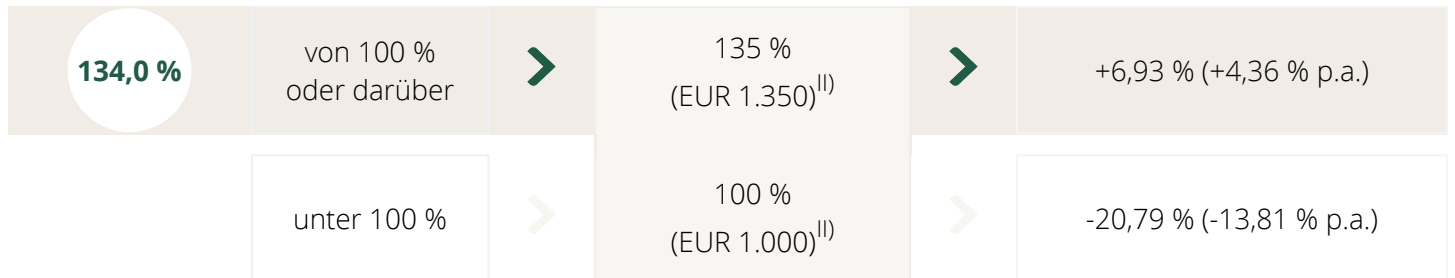 134,0 %
von 100 %
oder darüber
135 %
(EUR 1.350)II)
+6,93 % (+4,36 % p.a.)
unter 100 %
100 %
(EUR 1.000)II)
-20,79 % (-13,81 % p.a.)